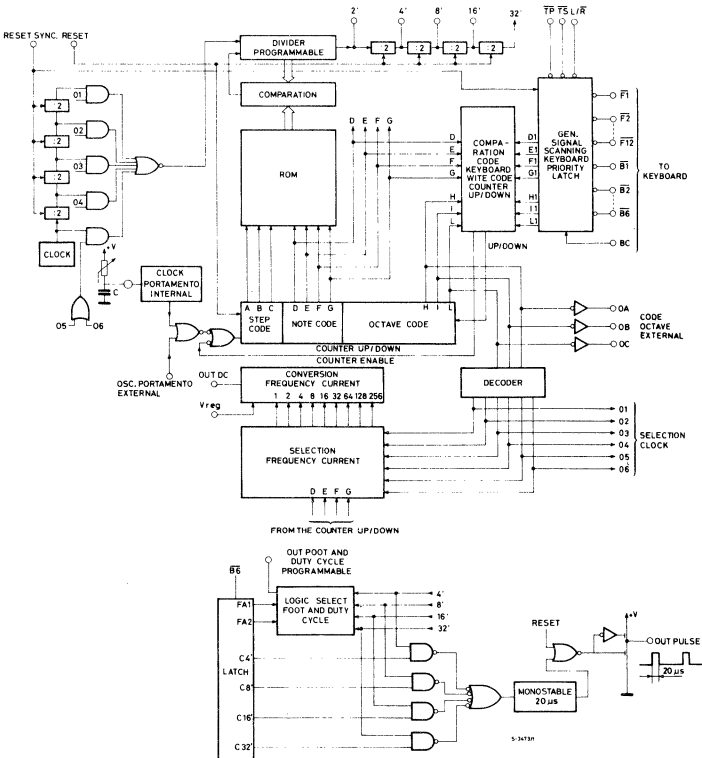 2' 4' 8' 16' 32'
TP TS L/R
RESET SYNC. RESET
DIVIDER
PROGRAMMABLE
:2 :2 :2 :2
COMPARATION
ROM
:2
:2
:2
:2
01
02
03
04
CLOCK
+V
C
05 06
CLOCK
PORTAMENTO
INTERNAL
OSC. PORTAMENTO
EXTERNAL
D E F G
D
E
F
G
H
I
L
COMPA-
RATION
CODE
KEYBOARD
WITE CODE
COUNTER
UP/DOWN
D1
E1
F1
G1
H1
I1
L1
GEN.
SIGNAL
SCANNING
KEYBOARD
PRIORITY
LATCH
F1
F2
F12
B1
B2
B6
BC
TO
KEYBOARD
UP/DOWN
A B C D E F G H I L
STEP
CODE
NOTE CODE
OCTAVE CODE
COUNTER UP/DOWN
COUNTER ENABLE
0A
0B
0C
CODE
OCTAVE
EXTERNAL
OUT DC
Vreg
CONVERSION
FREQUENCY CURRENT
1 2 4 8 16 32 64 128 256
DECODER
SELECTION
FREQUENCY CURRENT
D E F G
FROM THE COUNTER UP/DOWN
01
02
03
04
05
06
SELECTION
CLOCK
OUT POOT AND
DUTY CYCLE
PROGRAMMABLE
B6
FA1
FA2
LOGIC SELECT
FOOT AND DUTY
CYCLE
4'
8'
16'
32'
C4'
LATCH
C8'
C16'
C32'
MONOSTABLE
20 µs
RESET
+V
OUT PULSE
20 µs
S-3473/1